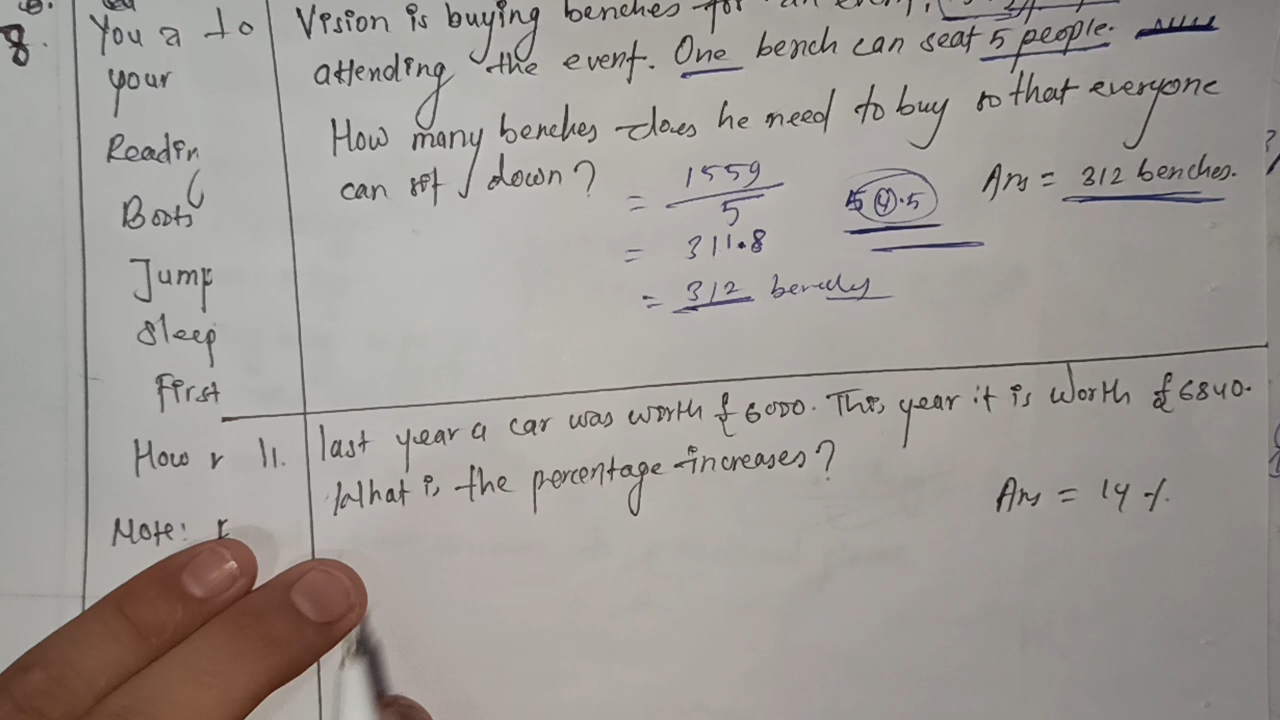 8.
You a to
your
Readin
Boots
Jump
Sleep
First
How
Note:
Vision is buying benches for an event.
attending the event. One bench can seat 5 people.
How many benches does he need to buy so that everyone
can sit down?
= 1559
5
= 311.8
= 312
5 4.5
Ans = 312 benches.
11. last year a car was worth £6000. This year it is worth £6840.
What is the percentage increases?
Ans = 14%